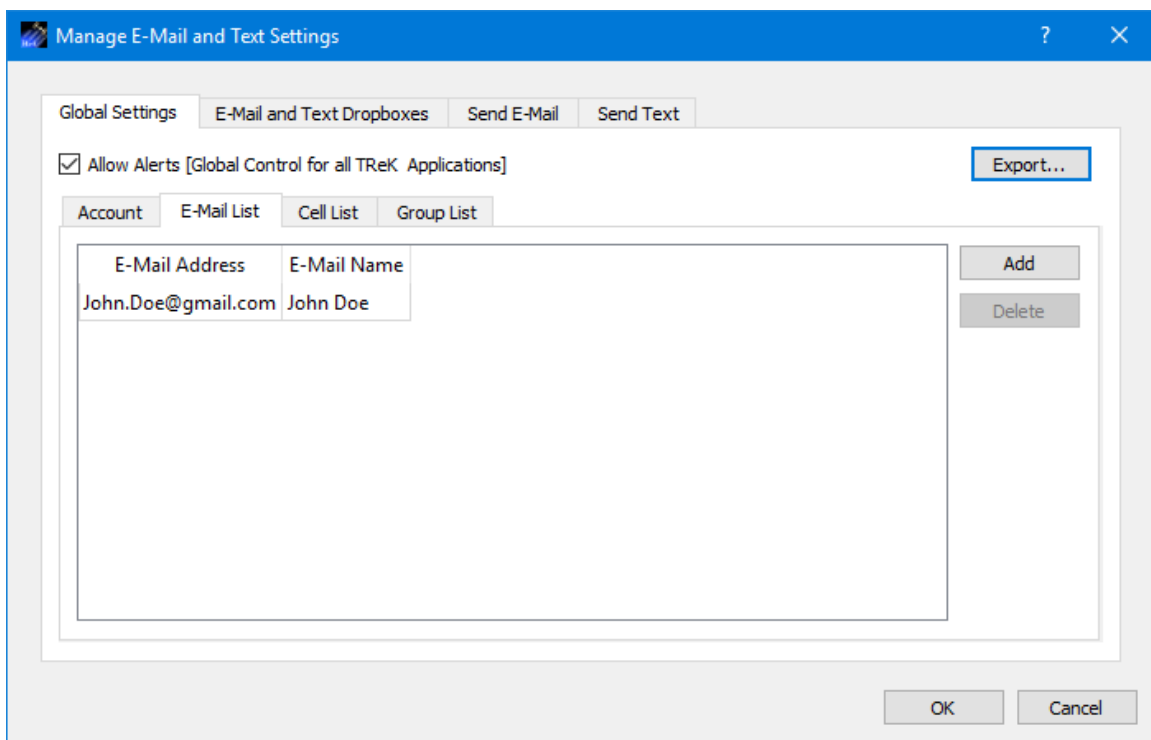 Manage E-Mail and Text Settings ?
Global Settings E-Mail and Text Dropboxes Send E-Mail Send Text
Allow Alerts [Global Control for all TReK Applications] Export...
Account E-Mail List Cell List Group List
E-Mail Address E-Mail Name Add
John.Doe@gmail.com John Doe Delete
OK Cancel